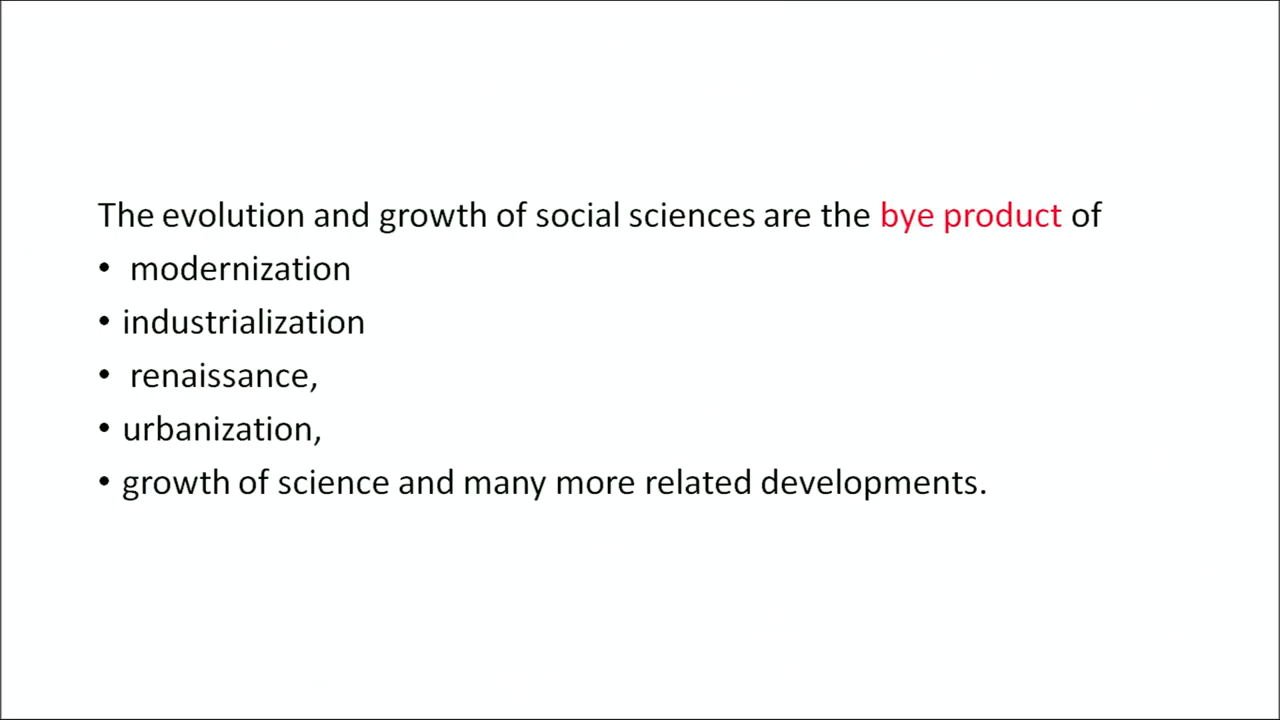 The evolution and growth of social sciences are the bye product of
• modernization
• industrialization
• renaissance,
• urbanization,
• growth of science and many more related developments.